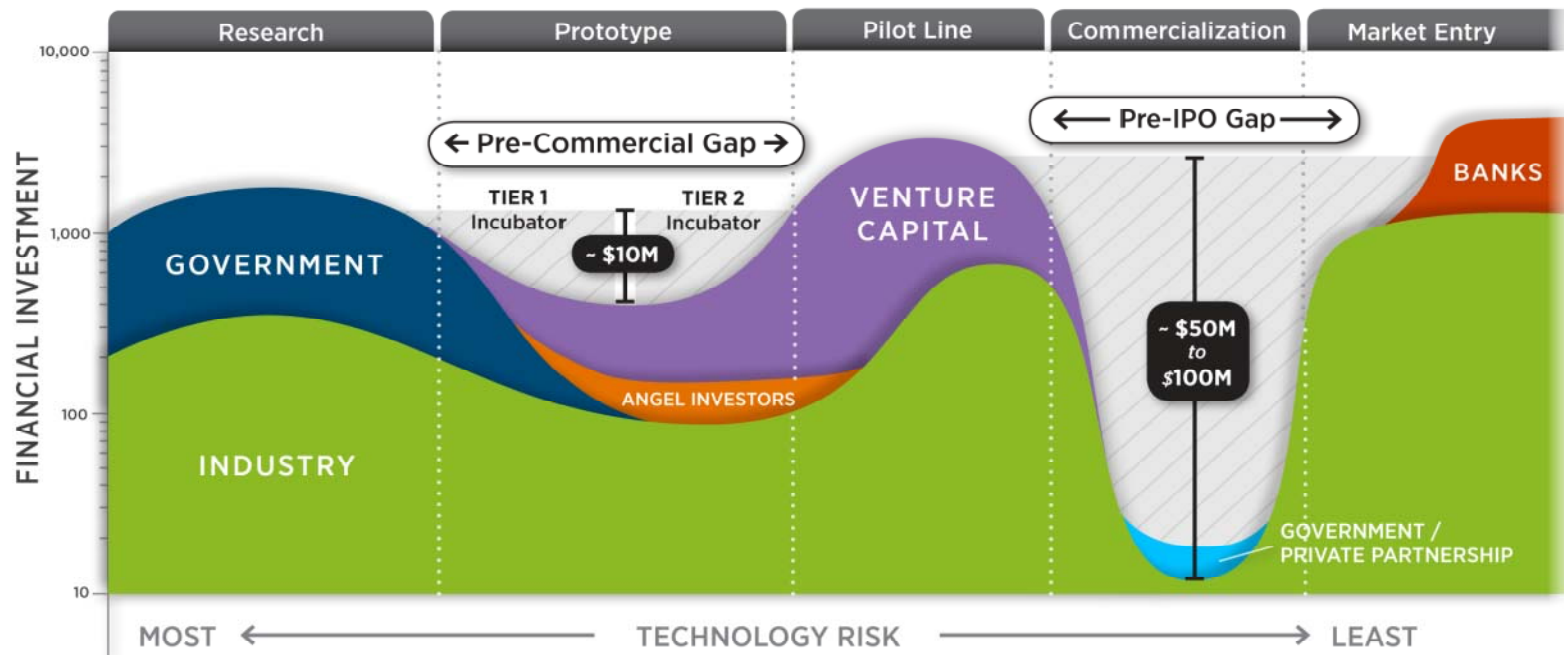 Research
Prototype
Pilot Line
Commercialization
Market Entry
10,000
1,000
100
10
FINANCIAL INVESTMENT
← Pre-Commercial Gap →
← Pre-IPO Gap →
TIER 1
Incubator
TIER 2
Incubator
~ $10M
GOVERNMENT
VENTURE
CAPITAL
BANKS
~ $50M
to
$100M
ANGEL INVESTORS
INDUSTRY
GOVERNMENT /
PRIVATE PARTNERSHIP
MOST ← TECHNOLOGY RISK → LEAST